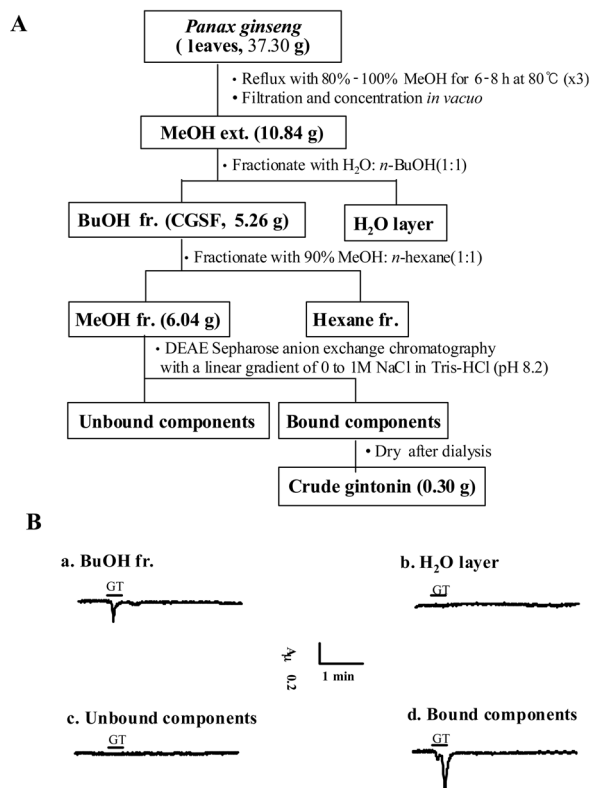 A
Panax ginseng
( leaves, 37.30 g)
• Reflux with 80%-100% MeOH for 6-8 h at 80℃ (x3)
• Filtration and concentration in vacuo
MeOH ext. (10.84 g)
• Fractionate with H₂O: n-BuOH(1:1)
BuOH fr. (CGSF, 5.26 g)
H₂O layer
• Fractionate with 90% MeOH: n-hexane(1:1)
MeOH fr. (6.04 g)
Hexane fr.
• DEAE Sepharose anion exchange chromatography
with a linear gradient of 0 to 1M NaCl in Tris-HCl (pH 8.2)
Unbound components
Bound components
• Dry after dialysis
Crude gintonin (0.30 g)
B
a. BuOH fr.
GT
b. H₂O layer
GT
Aμ 0.2
1 min
c. Unbound components
GT
d. Bound components
GT